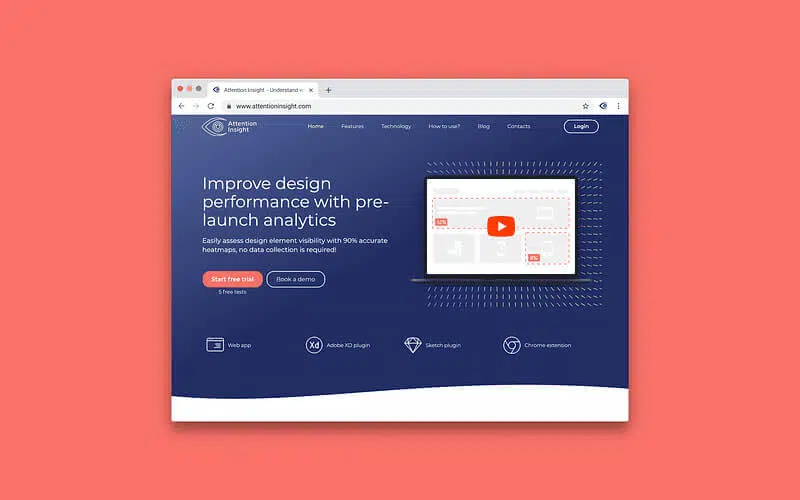 Attention Insight - Understand
www.attentioninsight.com
Attention
Insight
Home Features Technology How to use? Blog Contacts Login
Improve design
performance with pre-
launch analytics
Easily assess design element visibility with 90% accurate
heatmaps, no data collection is required!
Start free trial Book a demo
5 free tests
Web app Xd Adobe XD plugin Sketch plugin Chrome extension